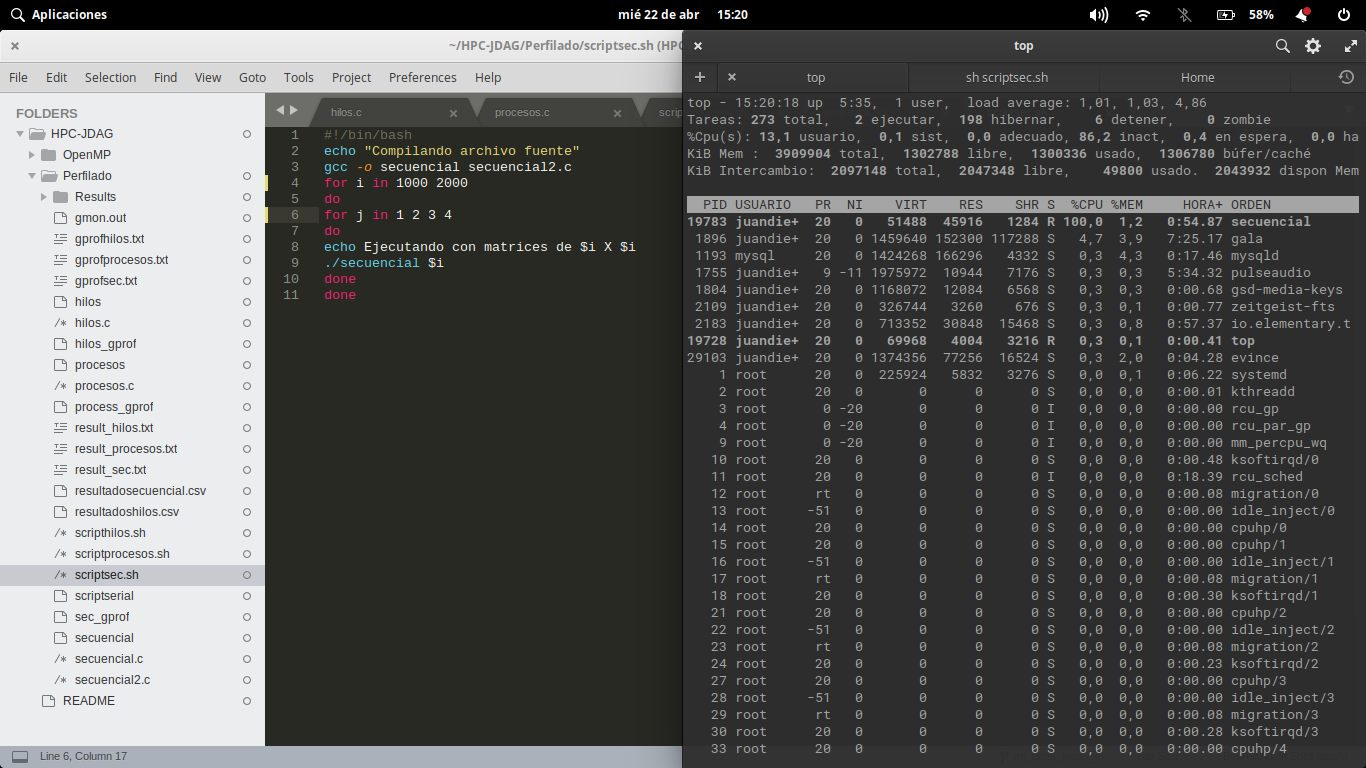 Aplicaciones
mié 22 de abr 15:20
58%
~/HPC-JDAG/Perfilado/scriptsec.sh (HPC
File Edit Selection Find View Goto Tools Project Preferences Help
FOLDERS
HPC-JDAG
OpenMP
Perfilado
Results
gmon.out
gprofhilos.txt
gprofprocesos.txt
gprofsec.txt
hilos
hilos.c
hilos_gprof
procesos
procesos.c
process_gprof
result_hilos.txt
result_procesos.txt
result_sec.txt
resultadosecuencial.csv
resultadoshilos.csv
scripthilos.sh
scriptprocesos.sh
scriptsec.sh
scriptserial
sec_gprof
secuencial
secuencial.c
secuencial2.c
README
hilos.c procesos.c scrip
1 #!/bin/bash
2 echo "Compilando archivo fuente"
3 gcc -o secuencial secuencial2.c
4 for i in 1000 2000
5 do
6 for j in 1 2 3 4
7 do
8 echo Ejecutando con matrices de $i X $i
9 ./secuencial $i
10 done
11 done
Line 6, Column 17
top
top sh scriptsec.sh Home
top - 15:20:18 up 5:35, 1 user, load average: 1,01, 1,03, 4,86
Tareas: 273 total, 2 ejecutar, 198 hibernar, 6 detener, 0 zombie
%Cpu(s): 13,1 usuario, 0,1 sist, 0,0 adecuado, 86,2 inact, 0,4 en espera, 0,0 ha
KiB Mem : 3909904 total, 1302788 libre, 1300336 usado, 1306780 búfer/caché
KiB Intercambio: 2097148 total, 2047348 libre, 49800 usado. 2043932 dispon Mem
PID USUARIO PR NI VIRT RES SHR S %CPU %MEM HORA+ ORDEN
19783 juandie+ 20 0 51488 45916 1284 R 100,0 1,2 0:54.87 secuencial
1896 juandie+ 20 0 1459640 152300 117288 S 4,7 3,9 7:25.17 gala
1193 mysql 20 0 1424268 166296 4332 S 0,3 4,3 0:17.46 mysqld
1755 juandie+ 9 -11 1975972 10944 7176 S 0,3 0,3 5:34.32 pulseaudio
1804 juandie+ 20 0 1168072 12084 6568 S 0,3 0,3 0:00.68 gsd-media-keys
2109 juandie+ 20 0 326744 3260 676 S 0,3 0,1 0:00.77 zeitgeist-fts
2183 juandie+ 20 0 713352 30848 15468 S 0,3 0,8 0:57.37 io.elementary.t
19728 juandie+ 20 0 69968 4004 3216 R 0,3 0,1 0:00.41 top
29103 juandie+ 20 0 1374356 77256 16524 S 0,3 2,0 0:04.28 evince
1 root 20 0 225924 5832 3276 S 0,0 0,1 0:06.22 systemd
2 root 20 0 0 0 0 S 0,0 0,0 0:00.01 kthreadd
3 root 0 -20 0 0 0 I 0,0 0,0 0:00.00 rcu_gp
4 root 0 -20 0 0 0 I 0,0 0,0 0:00.00 rcu_par_gp
9 root 0 -20 0 0 0 I 0,0 0,0 0:00.00 mm_percpu_wq
10 root 20 0 0 0 0 S 0,0 0,0 0:00.48 ksoftirqd/0
11 root 20 0 0 0 0 I 0,0 0,0 0:18.39 rcu_sched
12 root rt 0 0 0 0 S 0,0 0,0 0:00.08 migration/0
13 root -51 0 0 0 0 S 0,0 0,0 0:00.00 idle_inject/0
14 root 20 0 0 0 0 S 0,0 0,0 0:00.00 cpuhp/0
15 root 20 0 0 0 0 S 0,0 0,0 0:00.00 cpuhp/1
16 root -51 0 0 0 0 S 0,0 0,0 0:00.00 idle_inject/1
17 root rt 0 0 0 0 S 0,0 0,0 0:00.08 migration/1
18 root 20 0 0 0 0 S 0,0 0,0 0:00.30 ksoftirqd/1
21 root 20 0 0 0 0 S 0,0 0,0 0:00.00 cpuhp/2
22 root -51 0 0 0 0 S 0,0 0,0 0:00.00 idle_inject/2
23 root rt 0 0 0 0 S 0,0 0,0 0:00.08 migration/2
24 root 20 0 0 0 0 S 0,0 0,0 0:00.23 ksoftirqd/2
27 root 20 0 0 0 0 S 0,0 0,0 0:00.00 cpuhp/3
28 root -51 0 0 0 0 S 0,0 0,0 0:00.00 idle_inject/3
29 root rt 0 0 0 0 S 0,0 0,0 0:00.08 migration/3
30 root 20 0 0 0 0 S 0,0 0,0 0:00.28 ksoftirqd/3
33 root 20 0 0 0 0 S 0,0 0,0 0:00.00 cpuhp/4